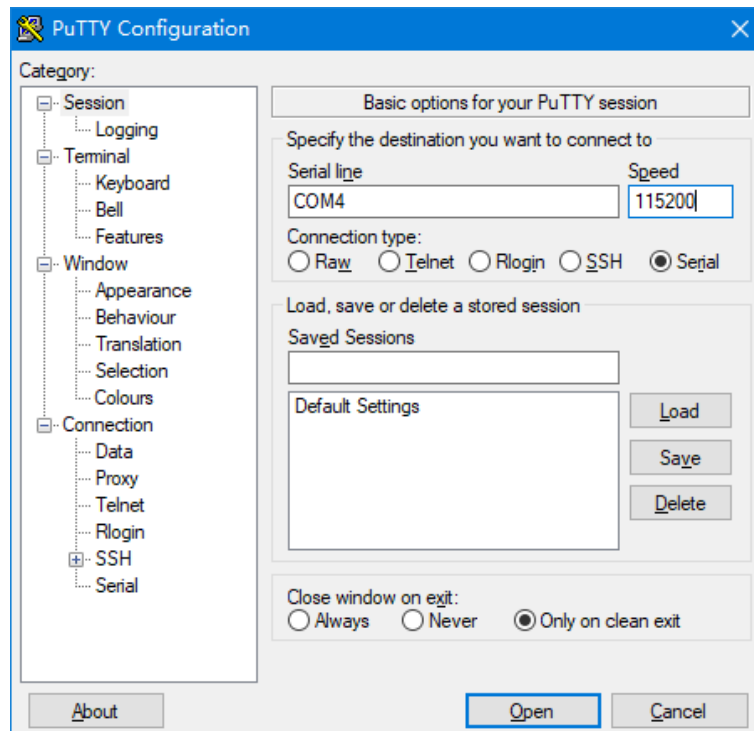 PuTTY Configuration
Category:
Session
Logging
Terminal
Keyboard
Bell
Features
Window
Appearance
Behaviour
Translation
Selection
Colours
Connection
Data
Proxy
Telnet
Rlogin
SSH
Serial
Basic options for your PuTTY session
Specify the destination you want to connect to
Serial line Speed
COM4 115200
Connection type:
Raw Telnet Rlogin SSH Serial
Load, save or delete a stored session
Saved Sessions
Default Settings
Load
Save
Delete
Close window on exit:
Always Never Only on clean exit
About Open Cancel